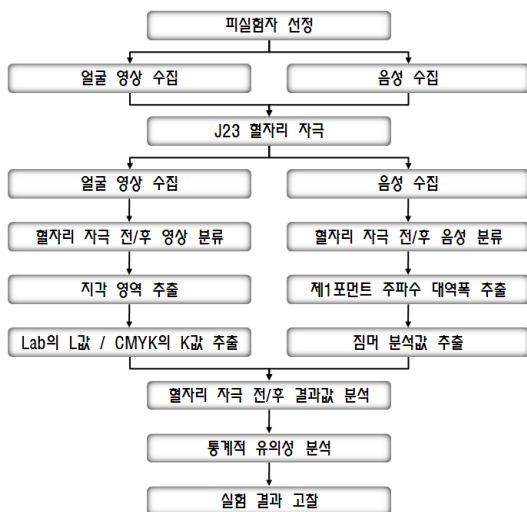 피실험자 선정
얼굴 영상 수집
음성 수집
J23 혈자리 자극
얼굴 영상 수집
음성 수집
혈자리 자극 전/후 영상 분류
혈자리 자극 전/후 음성 분류
지각 영역 추출
제1포먼트 주파수 대역폭 추출
Lab의 L값 / CMYK의 K값 추출
짐머 분석값 추출
혈자리 자극 전/후 결과값 분석
통계적 유의성 분석
실험 결과 고찰